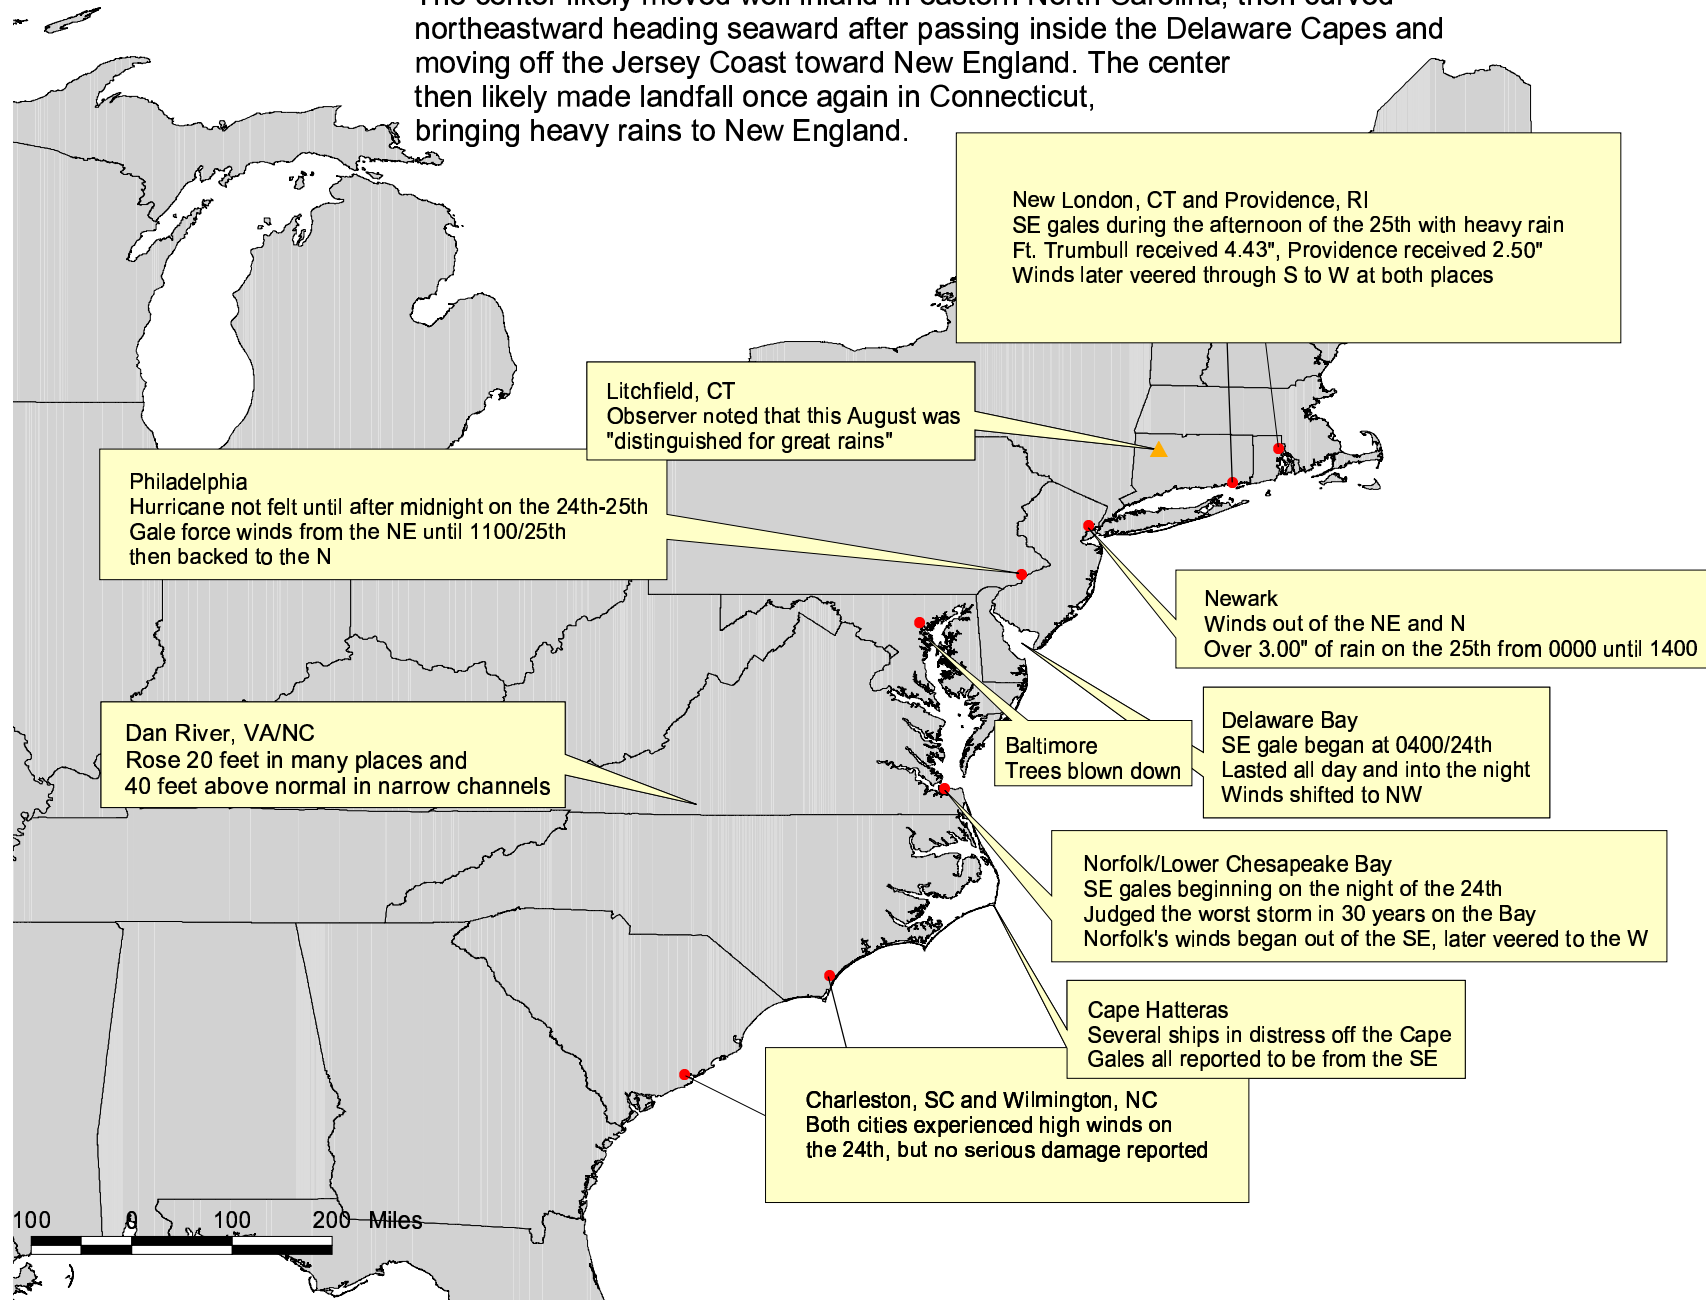 The center likely moved well inland in eastern North Carolina, then curved
northeastward heading seaward after passing inside the Delaware Capes and
moving off the Jersey Coast toward New England. The center
then likely made landfall once again in Connecticut,
bringing heavy rains to New England.
New London, CT and Providence, RI
SE gales during the afternoon of the 25th with heavy rain
Ft. Trumbull received 4.43", Providence received 2.50"
Winds later veered through S to W at both places
Litchfield, CT
Observer noted that this August was
"distinguished for great rains"
Philadelphia
Hurricane not felt until after midnight on the 24th-25th
Gale force winds from the NE until 1100/25th
then backed to the N
Newark
Winds out of the NE and N
Over 3.00" of rain on the 25th from 0000 until 1400
Dan River, VA/NC
Rose 20 feet in many places and
40 feet above normal in narrow channels
Baltimore
Trees blown down
Delaware Bay
SE gale began at 0400/24th
Lasted all day and into the night
Winds shifted to NW
Norfolk/Lower Chesapeake Bay
SE gales beginning on the night of the 24th
Judged the worst storm in 30 years on the Bay
Norfolk's winds began out of the SE, later veered to the W
Cape Hatteras
Several ships in distress off the Cape
Gales all reported to be from the SE
Charleston, SC and Wilmington, NC
Both cities experienced high winds on
the 24th, but no serious damage reported
100 0 100 200 Miles